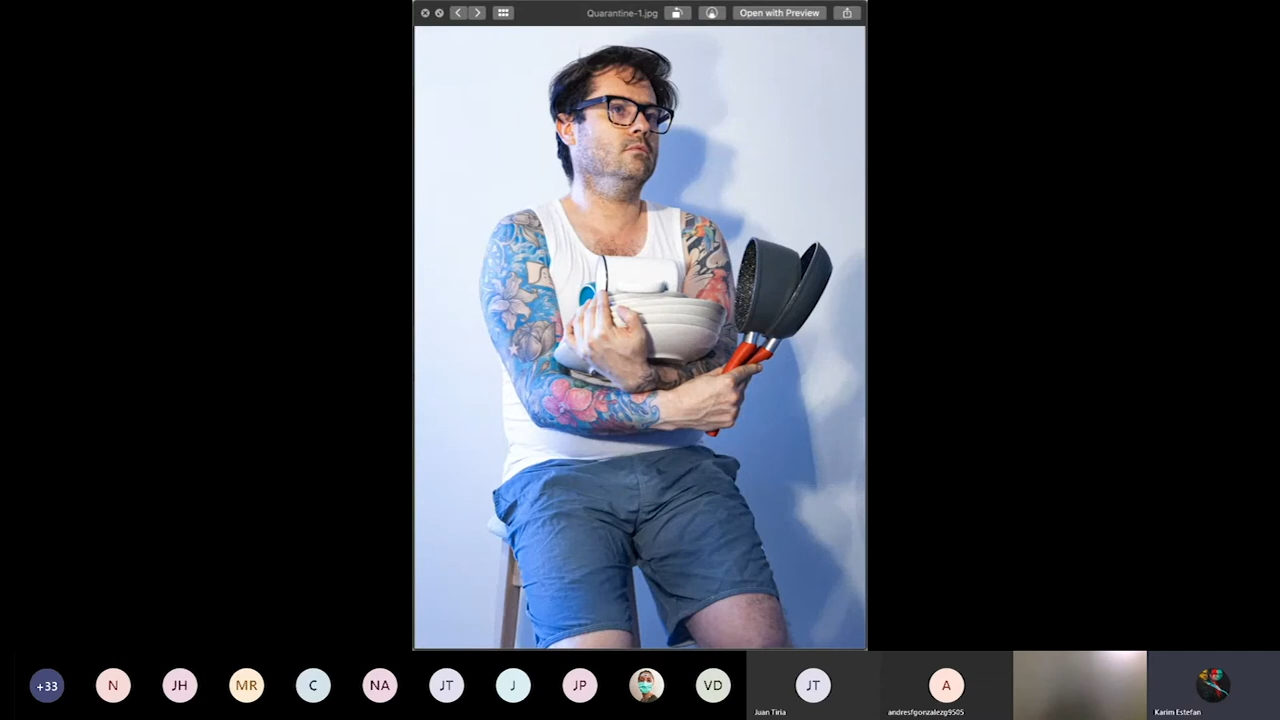 Quarantine-1.jpg
Open with Preview
+33
N
JH
MR
C
NA
JT
J
JP
VD
JT
A
Juan Tiria
andresfgonzalezg9505
Karim Estefan